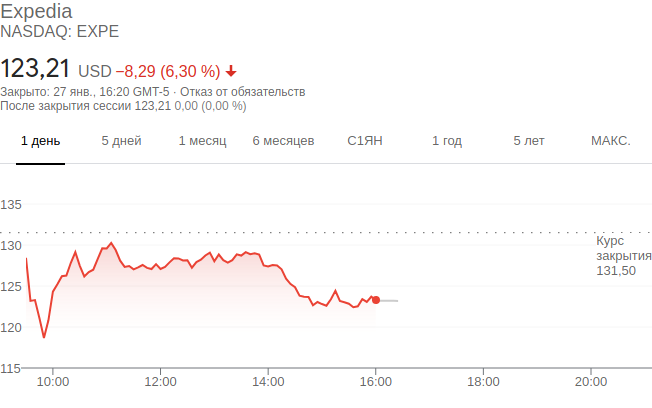 Expedia
NASDAQ: EXPE
123,21 USD −8,29 (6,30 %)
Закрыто: 27 янв., 16:20 GMT-5 · Отказ от обязательств
После закрытия сессии 123,21 0,00 (0,00 %)
1 день 5 дней 1 месяц 6 месяцев С1ЯН 1 год 5 лет МАКС.
135
130
125
120
115
Курс
закрытия
131,50
10:00 12:00 14:00 16:00 18:00 20:00